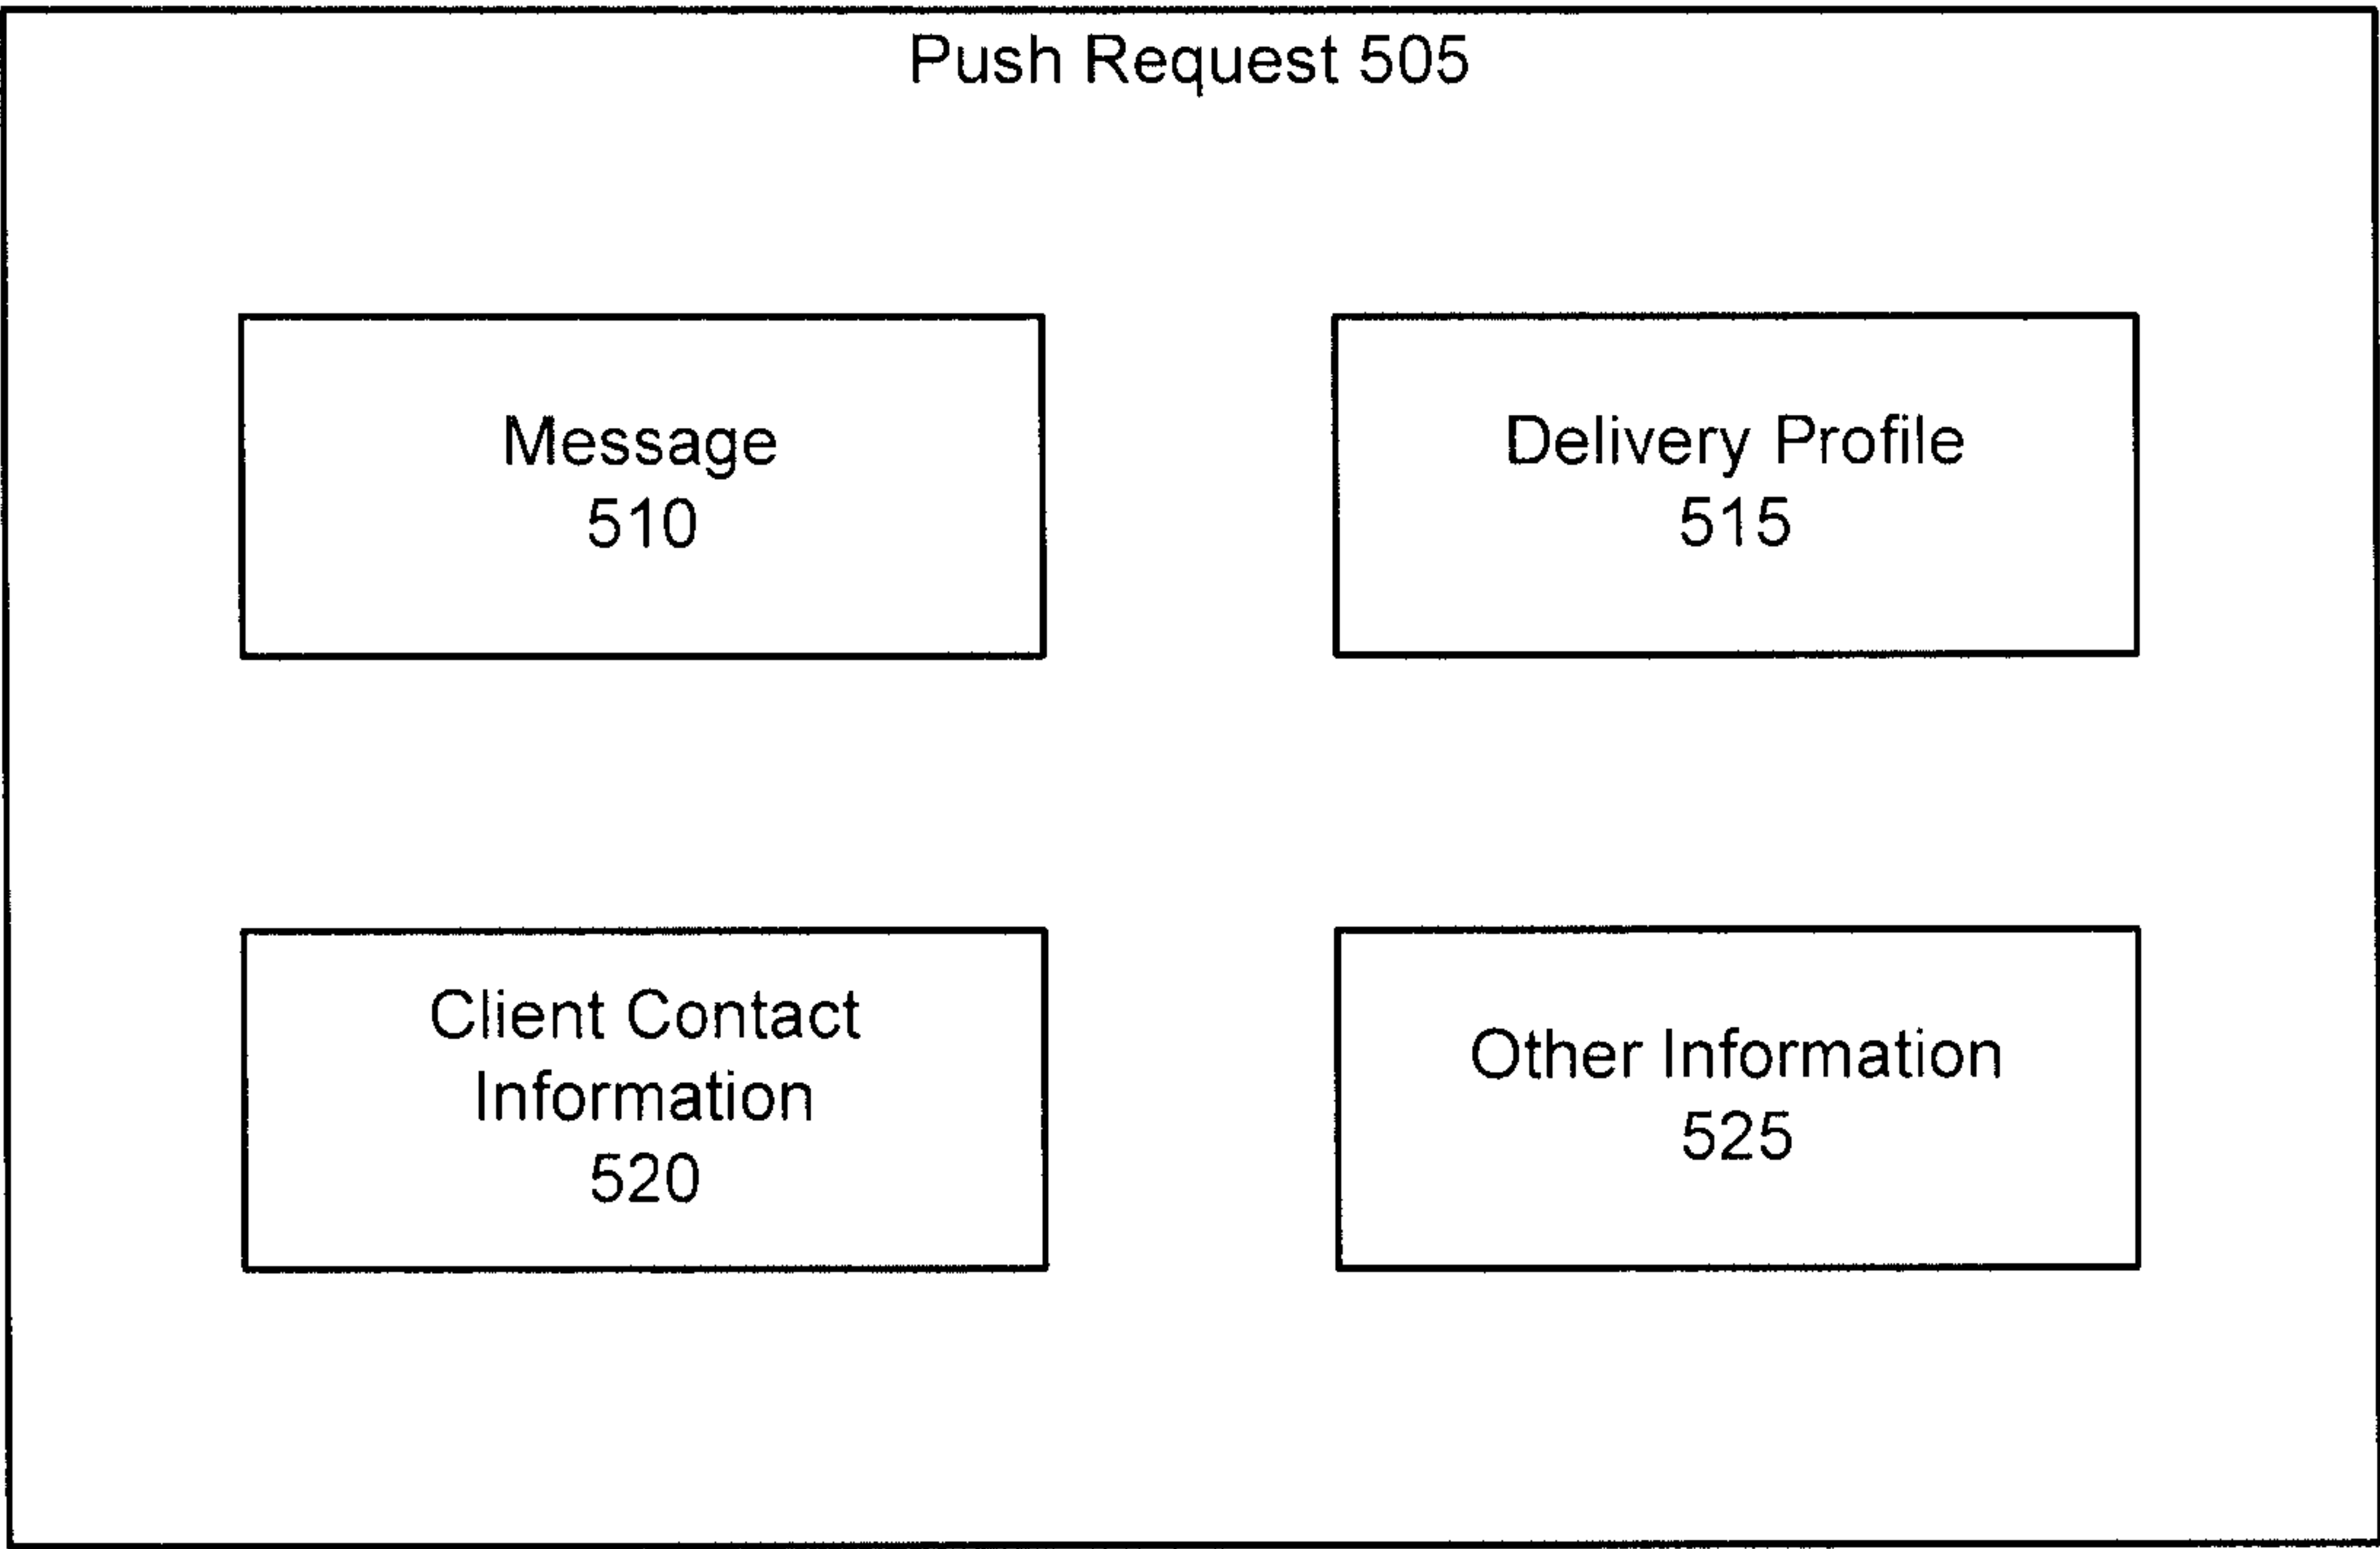 Push Request 505
Message
510
Delivery Profile
515
Client Contact
Information
520
Other Information
525